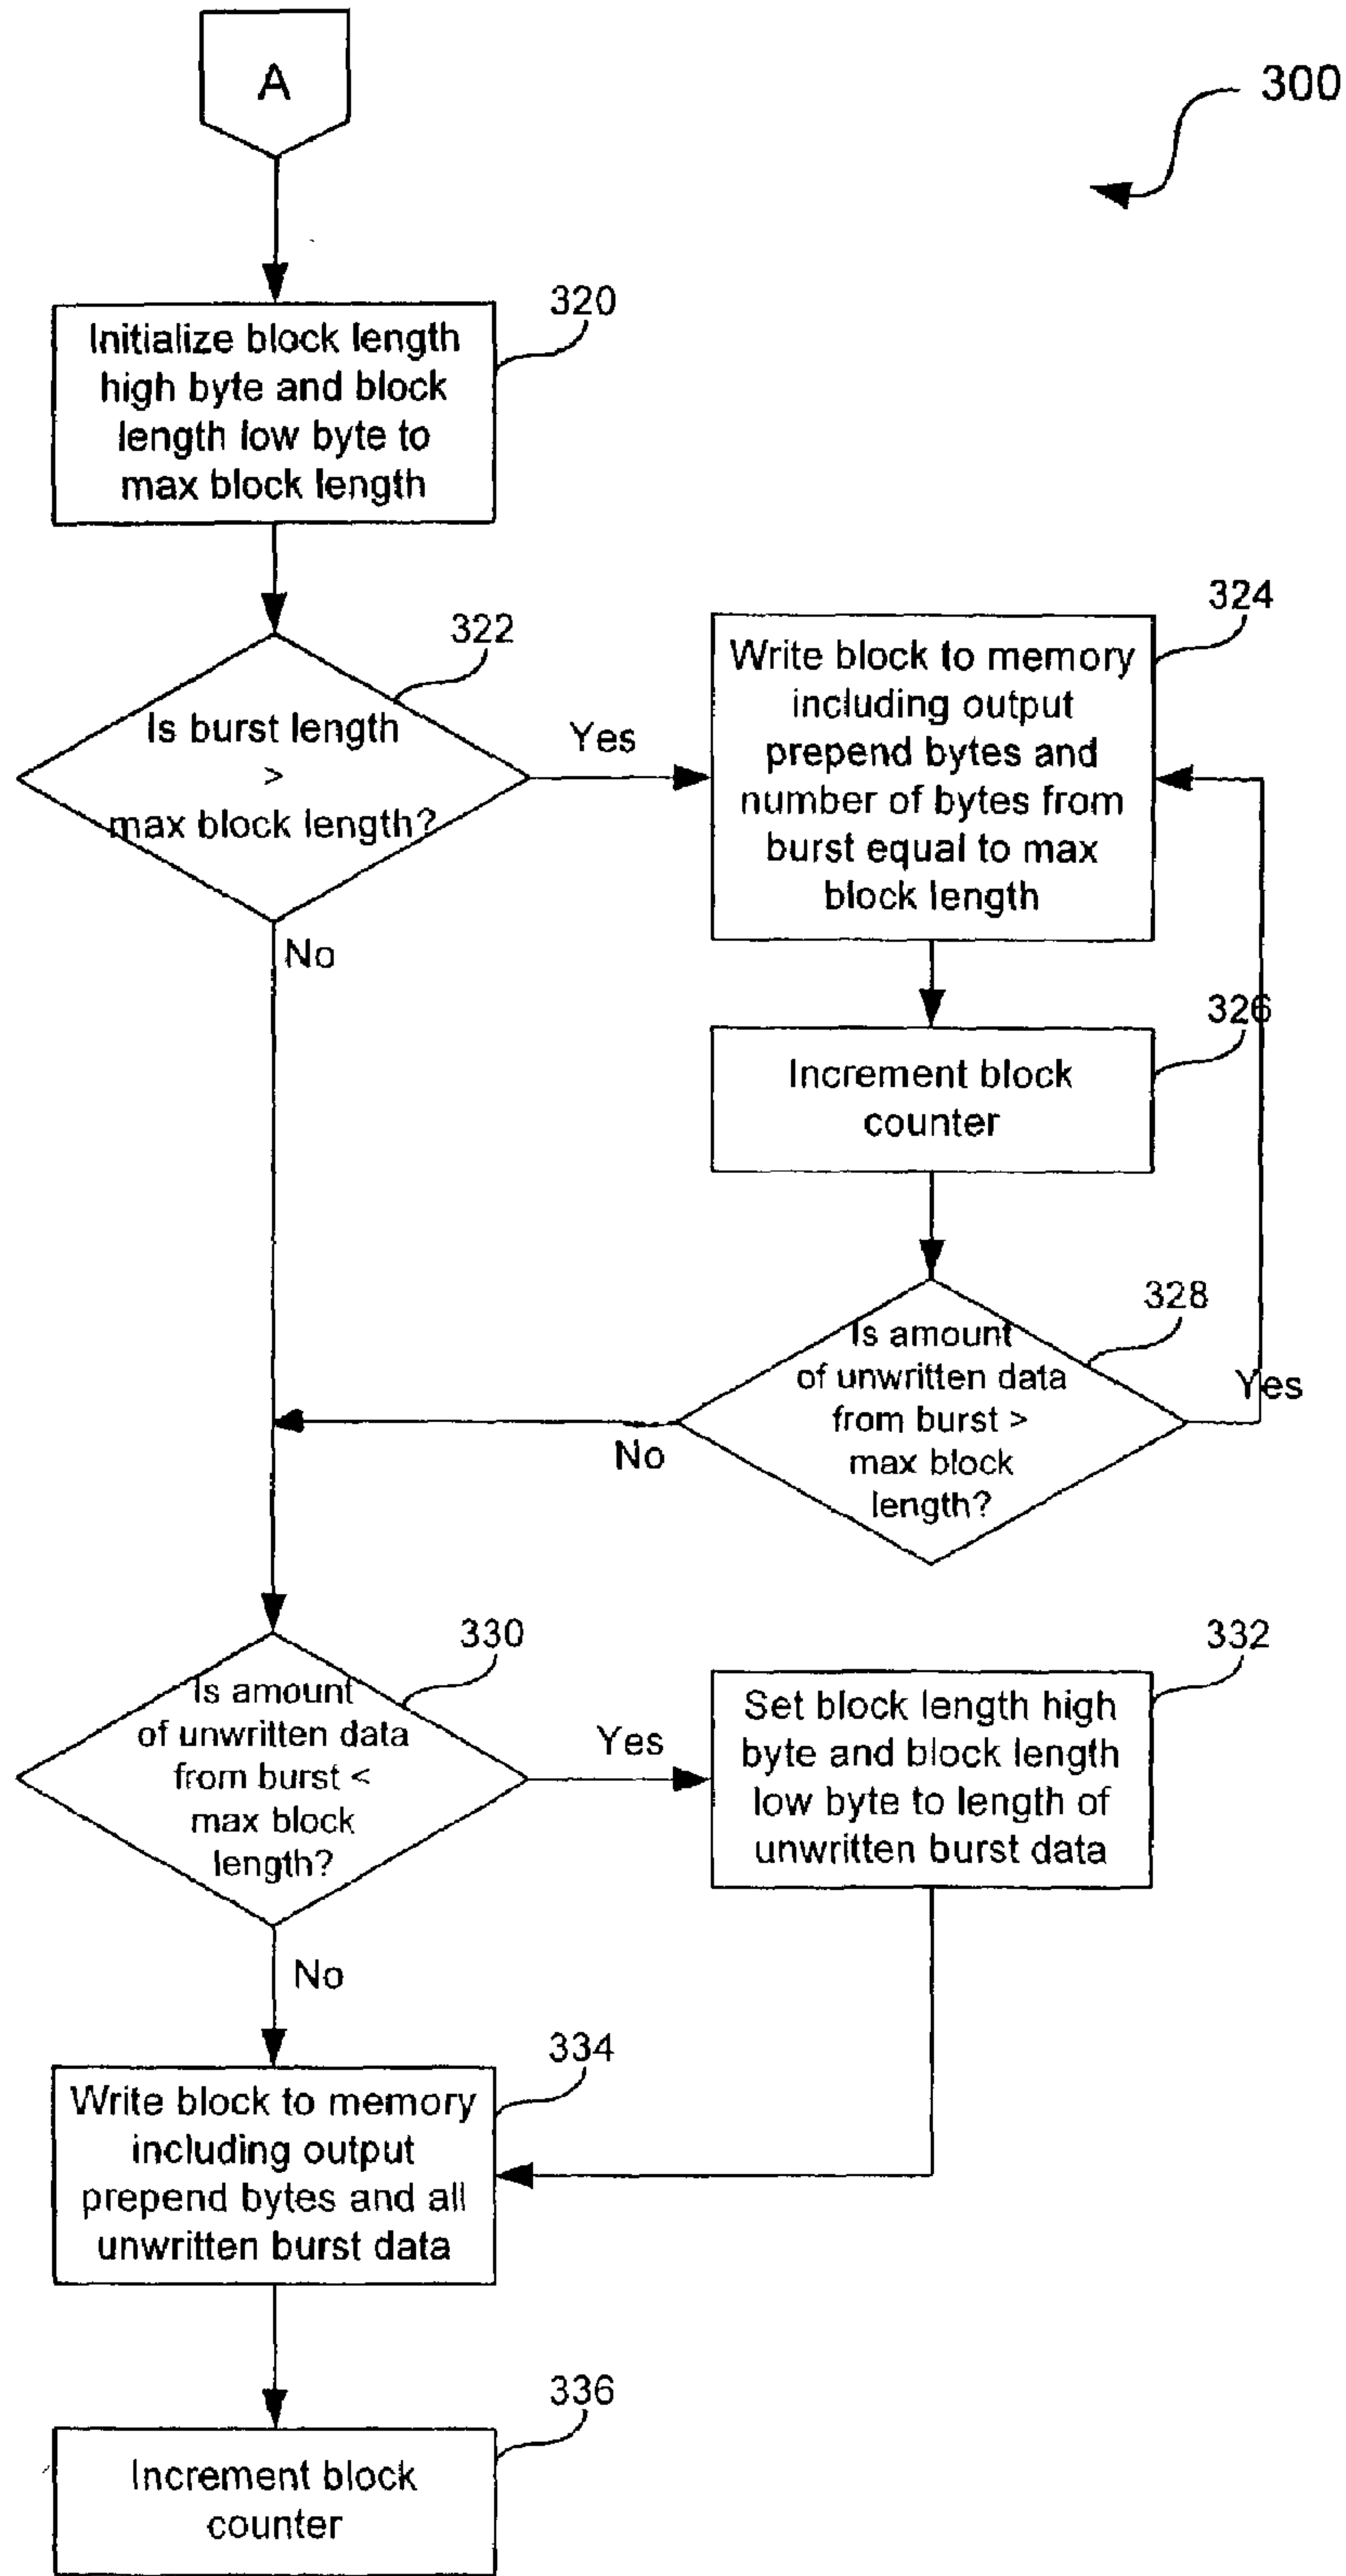 A
300
320
Initialize block length
high byte and block
length low byte to
max block length
322
Is burst length
>
max block length?
Yes
No
324
Write block to memory
including output
prepend bytes and
number of bytes from
burst equal to max
block length
326
Increment block
counter
328
Is amount
of unwritten data
from burst >
max block
length?
Yes
No
330
Is amount
of unwritten data
from burst <
max block
length?
Yes
No
332
Set block length high
byte and block length
low byte to length of
unwritten burst data
334
Write block to memory
including output
prepend bytes and all
unwritten burst data
336
Increment block
counter